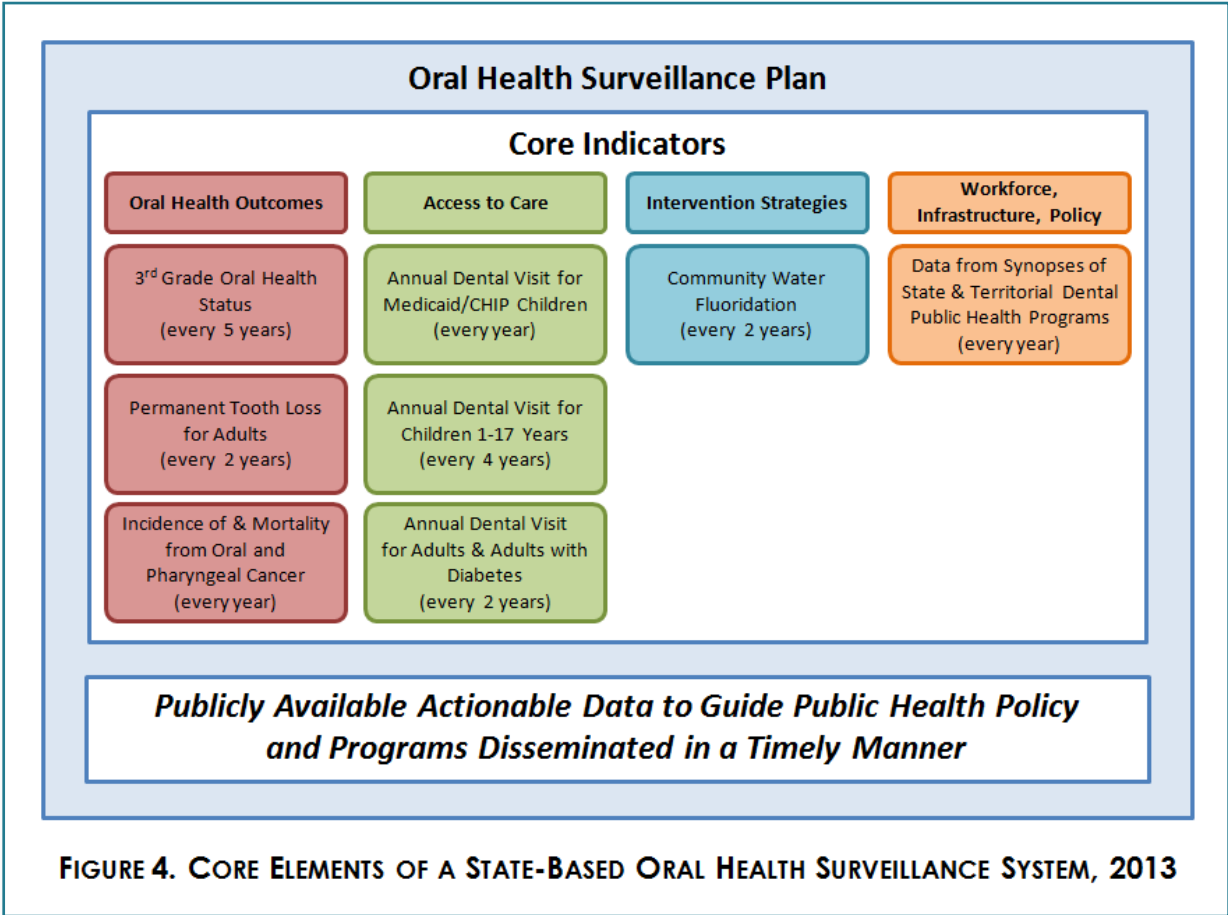 Oral Health Surveillance Plan
Core Indicators
Oral Health Outcomes
3rd Grade Oral Health
Status
(every 5 years)
Permanent Tooth Loss
for Adults
(every 2 years)
Incidence of & Mortality
from Oral and
Pharyngeal Cancer
(every year)
Access to Care
Annual Dental Visit for
Medicaid/CHIP Children
(every year)
Annual Dental Visit for
Children 1-17 Years
(every 4 years)
Annual Dental Visit
for Adults & Adults with
Diabetes
(every 2 years)
Intervention Strategies
Community Water
Fluoridation
(every 2 years)
Workforce,
Infrastructure, Policy
Data from Synopses of
State & Territorial Dental
Public Health Programs
(every year)
Publicly Available Actionable Data to Guide Public Health Policy
and Programs Disseminated in a Timely Manner
FIGURE 4. CORE ELEMENTS OF A STATE-BASED ORAL HEALTH SURVEILLANCE SYSTEM, 2013